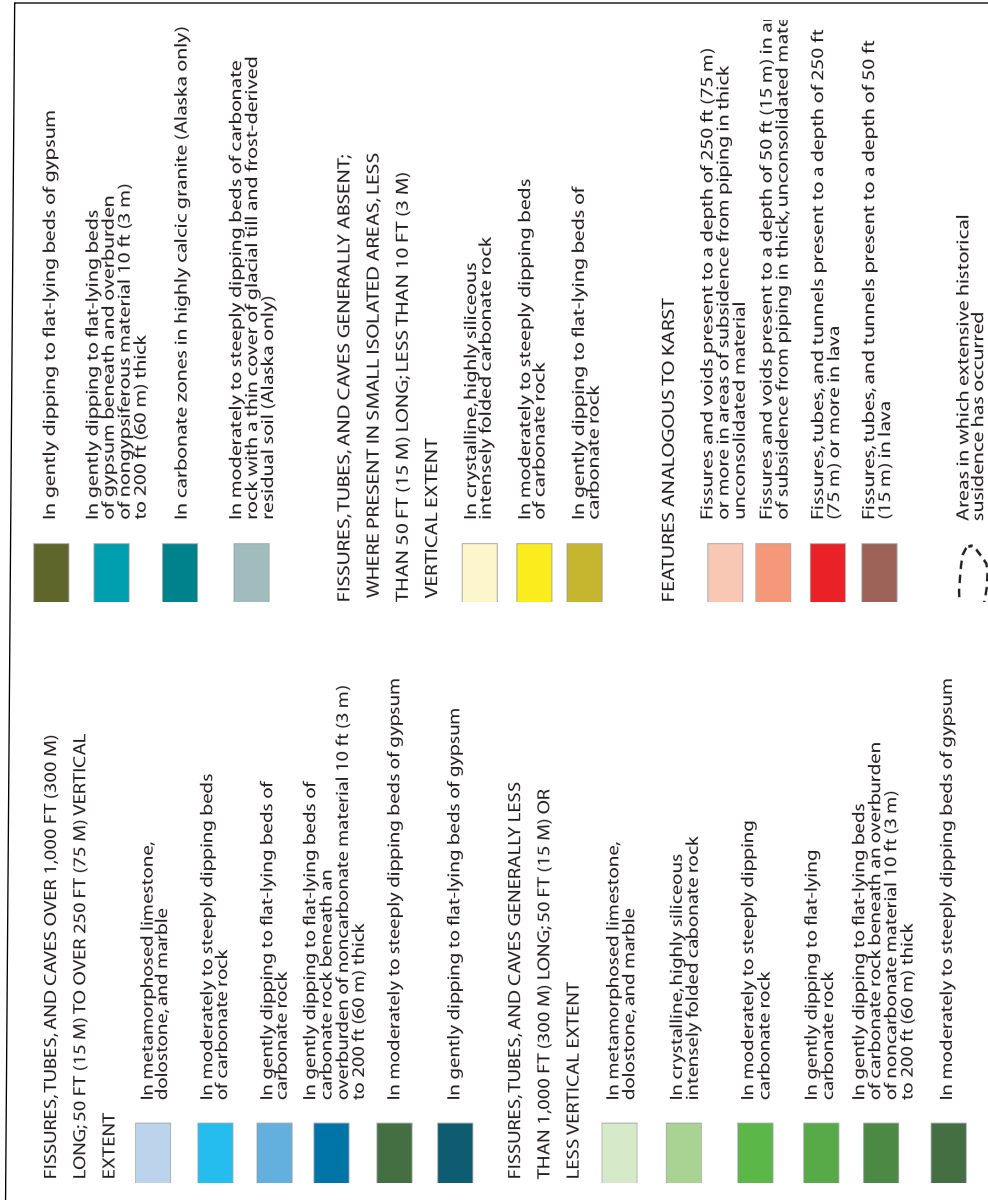 FISSURES, TUBES, AND CAVES OVER 1,000 FT (300 M)
LONG; 50 FT (15 M) TO OVER 250 FT (75 M) VERTICAL
EXTENT
In metamorphosed limestone,
dolostone, and marble
In moderately to steeply dipping beds
of carbonate rock
In gently dipping to flat-lying beds of
carbonate rock
In gently dipping to flat-lying beds of
carbonate rock beneath an
overburden of noncarbonate material 10 ft (3 m)
to 200 ft (60 m) thick
In moderately to steeply dipping beds of gypsum
In gently dipping to flat-lying beds of gypsum
FISSURES, TUBES, AND CAVES GENERALLY LESS
THAN 1,000 FT (300 M) LONG; 50 FT (15 M) OR
LESS VERTICAL EXTENT
In metamorphosed limestone,
dolostone, and marble
In crystalline, highly siliceous
intensely folded cabonate rock
In moderately to steeply dipping
carbonate rock
In gently dipping to flat-lying
carbonate rock
In gently dipping to flat-lying beds
of carbonate rock beneath an overburden
of noncarbonate material 10 ft (3 m)
to 200 ft (60 m) thick
In moderately to steeply dipping beds of gypsum
In gently dipping to flat-lying beds of gypsum
In gently dipping to flat-lying beds
of gypsum beneath and overburden
of nongypsiferous material 10 ft (3 m)
to 200 ft (60 m) thick
In carbonate zones in highly calcic granite (Alaska only)
In moderately to steeply dipping beds of carbonate
rock with a thin cover of glacial till and frost-derived
residual soil (Alaska only)
FISSURES, TUBES, AND CAVES GENERALLY ABSENT;
WHERE PRESENT IN SMALL ISOLATED AREAS, LESS
THAN 50 FT (15 M) LONG; LESS THAN 10 FT (3 M)
VERTICAL EXTENT
In crystalline, highly siliceous
intensely folded carbonate rock
In moderately to steeply dipping beds
of carbonate rock
In gently dipping to flat-lying beds of
carbonate rock
FEATURES ANALOGOUS TO KARST
Fissures and voids present to a depth of 250 ft (75 m)
or more in areas of subsidence from piping in thick
unconsolidated material
Fissures and voids present to a depth of 50 ft (15 m) in
of subsidence from piping in thick, unconsolidated
Fissures, tubes, and tunnels present to a depth of 250 ft
(75 m) or more in lava
Fissures, tubes, and tunnels present to a depth of 50 ft
(15 m) in lava
Areas in which extensive historical
susidence has occurred